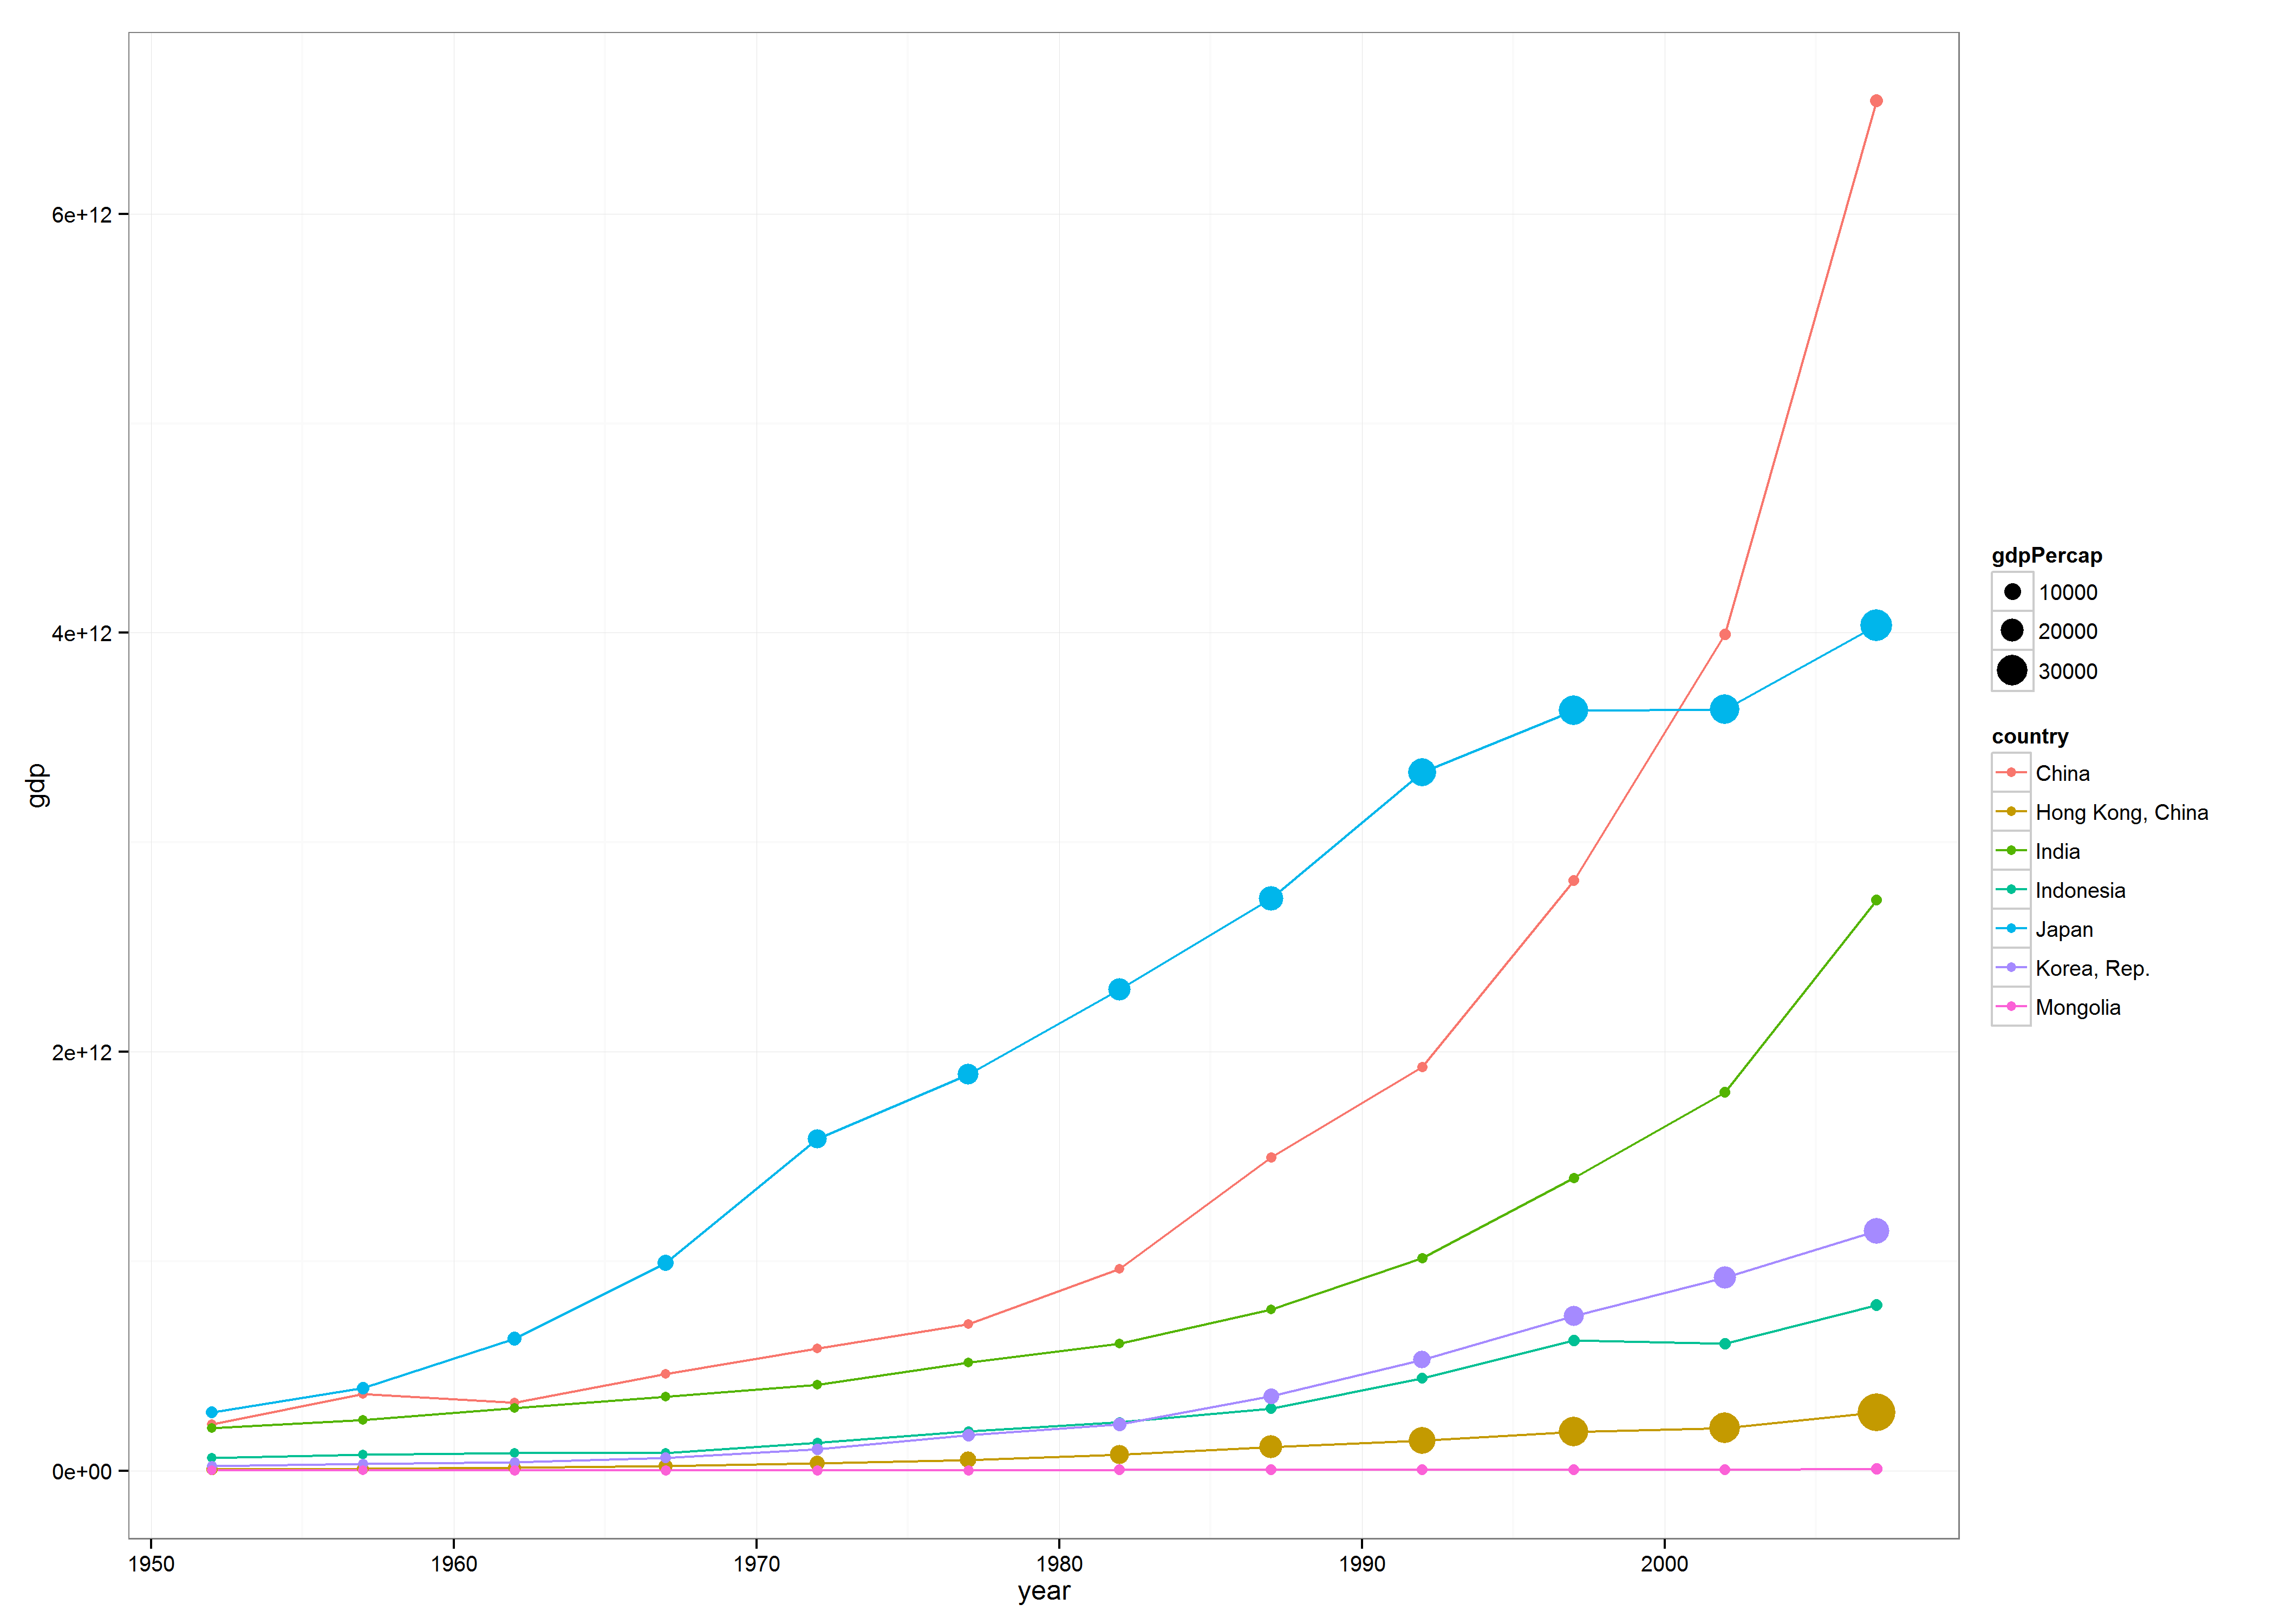 6e+12
4e+12
2e+12
0e+00
gdp
1950 1960 1970 1980 1990 2000
year
gdpPercap
10000
20000
30000
country
China
Hong Kong, China
India
Indonesia
Japan
Korea, Rep.
Mongolia